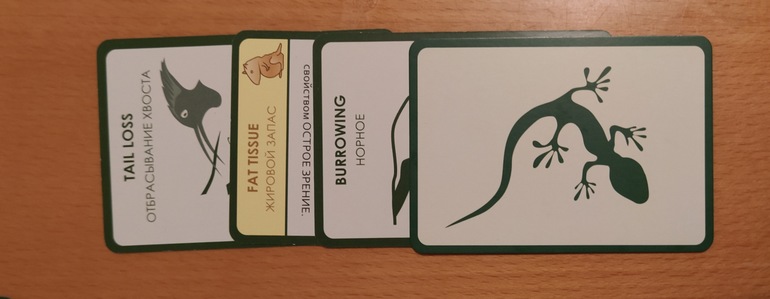 TAIL LOSS
ОТБРАСЫВАНИЕ ХВОСТА
FAT TISSUE
ЖИРОВОЙ ЗАПАС
свойством ОСТРОЕ ЗРЕНИЕ.
BURROWING
НОРНОЕ